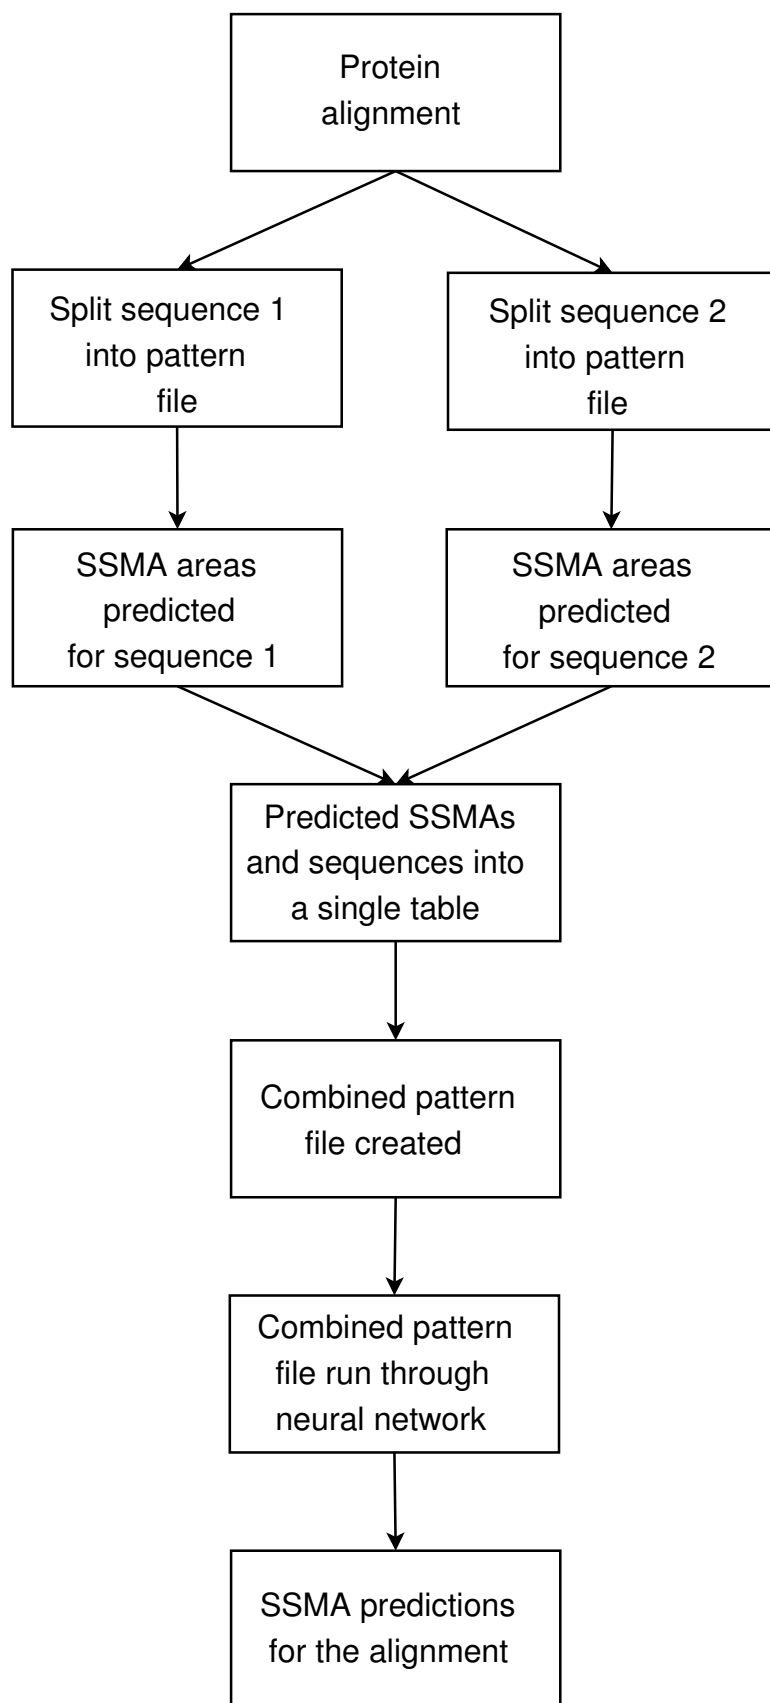 Protein
alignment
Split sequence 1
into pattern
file
Split sequence 2
into pattern
file
SSMA areas
predicted
for sequence 1
SSMA areas
predicted
for sequence 2
Predicted SSMAs
and sequences into
a single table
Combined pattern
file created
Combined pattern
file run through
neural network
SSMA predictions
for the alignment